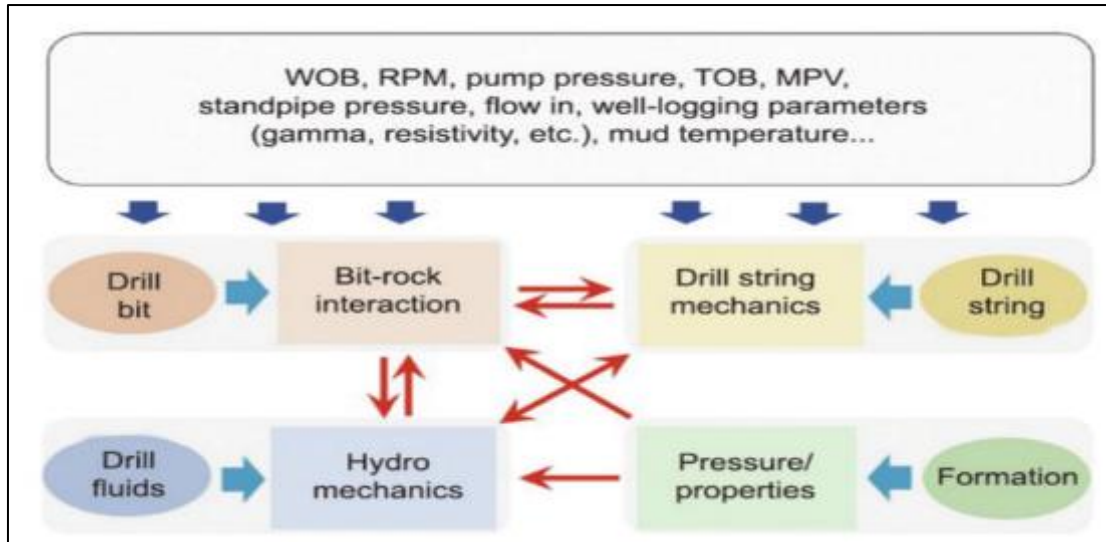 WOB, RPM, pump pressure, TOB, MPV,
standpipe pressure, flow in, well-logging parameters
(gamma, resistivity, etc.), mud temperature...
Drill
bit
Bit-rock
interaction
Drill string
mechanics
Drill
string
Drill
fluids
Hydro
mechanics
Pressure/
properties
Formation